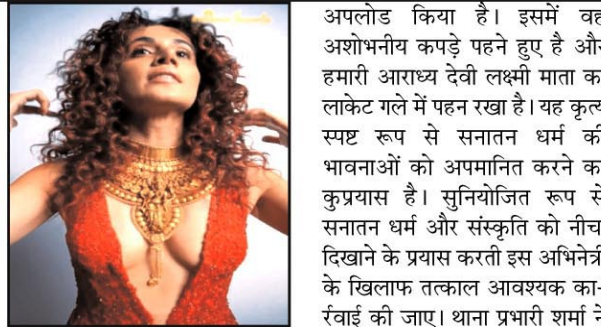 अपलोड किया है। इसमें वह
अशोभनीय कपड़े पहने हुए है और
हमारी आराध्य देवी लक्ष्मी माता का
लाकेट गले में पहन रखा है। यह कृत्य
स्पष्ट रूप से सनातन धर्म की
भावनाओं को अपमानित करने का
कुप्रयास है। सुनियोजित रूप से
सनातन धर्म और संस्कृति को नीचा
दिखाने के प्रयास करती इस अभिनेत्री
के खिलाफ तत्काल आवश्यक का-
र्रवाई की जाए। थाना प्रभारी शर्मा ने